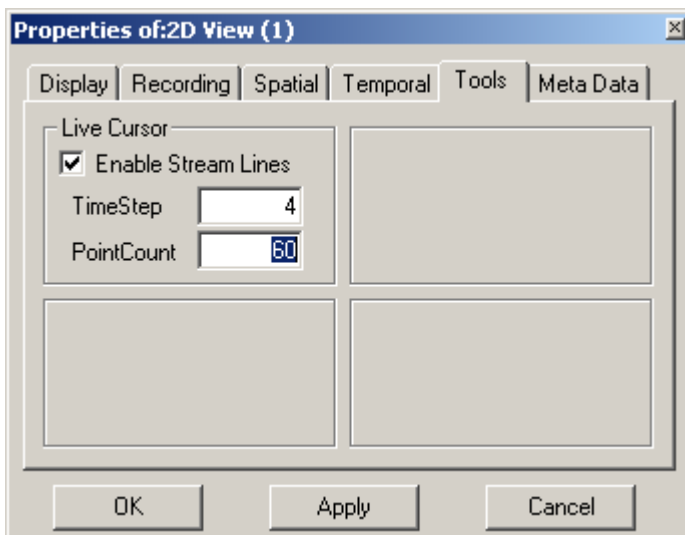 Properties of:2D View (1)
Display Recording Spatial Temporal Tools Meta Data
Live Cursor
Enable Stream Lines
TimeStep 4
PointCount 60
OK Apply Cancel